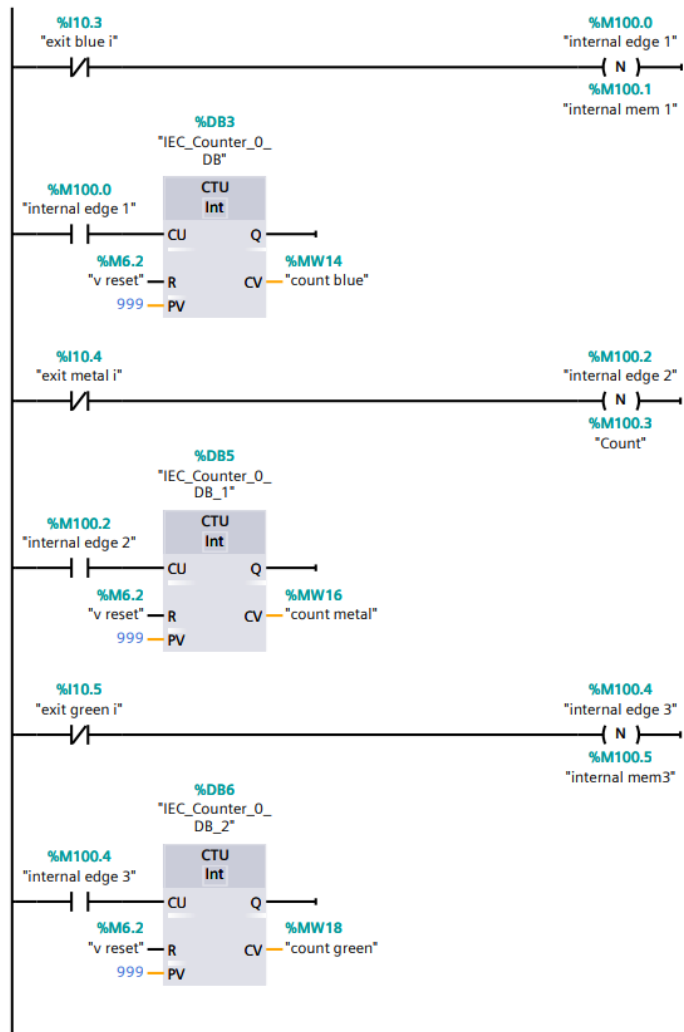 %I10.3
"exit blue i"
%M100.0
"internal edge 1"
N
%M100.1
"internal mem 1"
%DB3
"IEC_Counter_0_
DB"
%M100.0
"internal edge 1"
CTU
Int
CU
Q
%M6.2
"v reset"
R
CV
%MW14
"count blue"
999
PV
%I10.4
"exit metal i"
%M100.2
"internal edge 2"
N
%M100.3
"Count"
%DB5
"IEC_Counter_0_
DB_1"
%M100.2
"internal edge 2"
CTU
Int
CU
Q
%M6.2
"v reset"
R
CV
%MW16
"count metal"
999
PV
%I10.5
"exit green i"
%M100.4
"internal edge 3"
N
%M100.5
"internal mem3"
%DB6
"IEC_Counter_0_
DB_2"
%M100.4
"internal edge 3"
CTU
Int
CU
Q
%M6.2
"v reset"
R
CV
%MW18
"count green"
999
PV